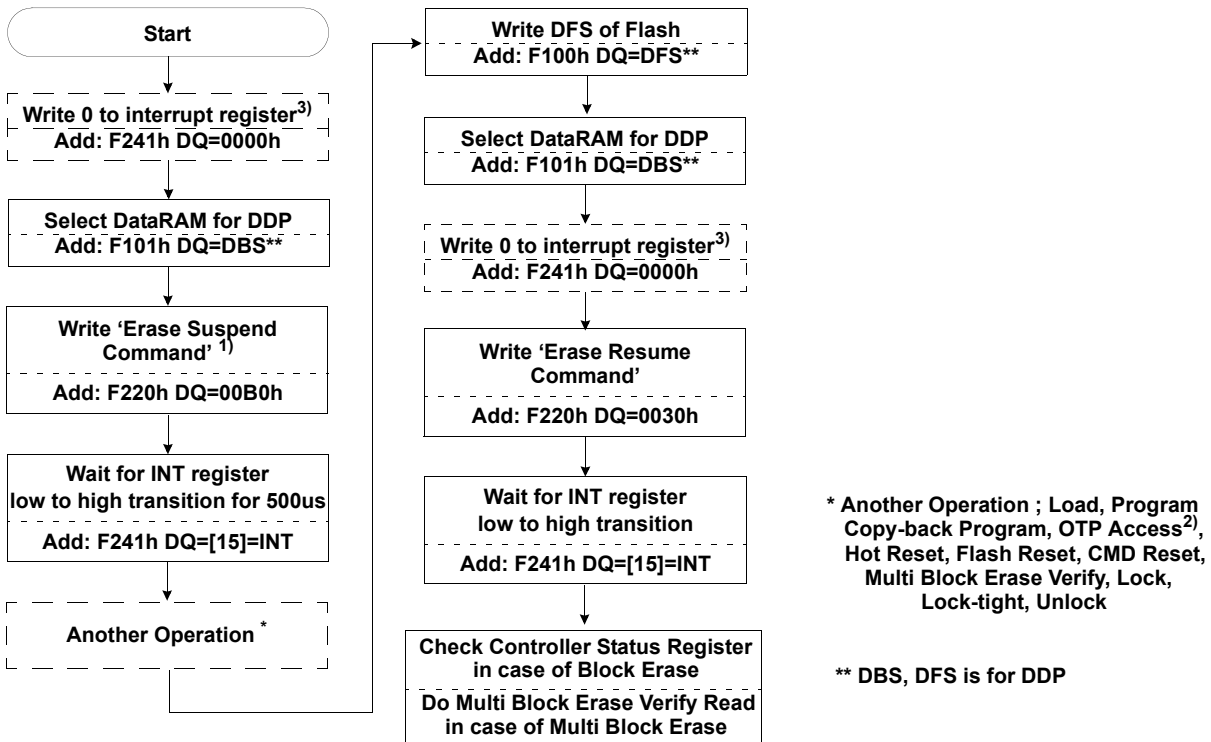 Start
Write 0 to interrupt register3)
Add: F241h DQ=0000h
Select DataRAM for DDP
Add: F101h DQ=DBS**
Write ‘Erase Suspend
Command’ 1)
Add: F220h DQ=00B0h
Wait for INT register
low to high transition for 500us
Add: F241h DQ=[15]=INT
Another Operation *
Write DFS of Flash
Add: F100h DQ=DFS**
Select DataRAM for DDP
Add: F101h DQ=DBS**
Write 0 to interrupt register3)
Add: F241h DQ=0000h
Write ‘Erase Resume
Command’
Add: F220h DQ=0030h
Wait for INT register
low to high transition
Add: F241h DQ=[15]=INT
Check Controller Status Register
in case of Block Erase
Do Multi Block Erase Verify Read
in case of Multi Block Erase
* Another Operation ; Load, Program
Copy-back Program, OTP Access2),
Hot Reset, Flash Reset, CMD Reset,
Multi Block Erase Verify, Lock,
Lock-tight, Unlock
** DBS, DFS is for DDP